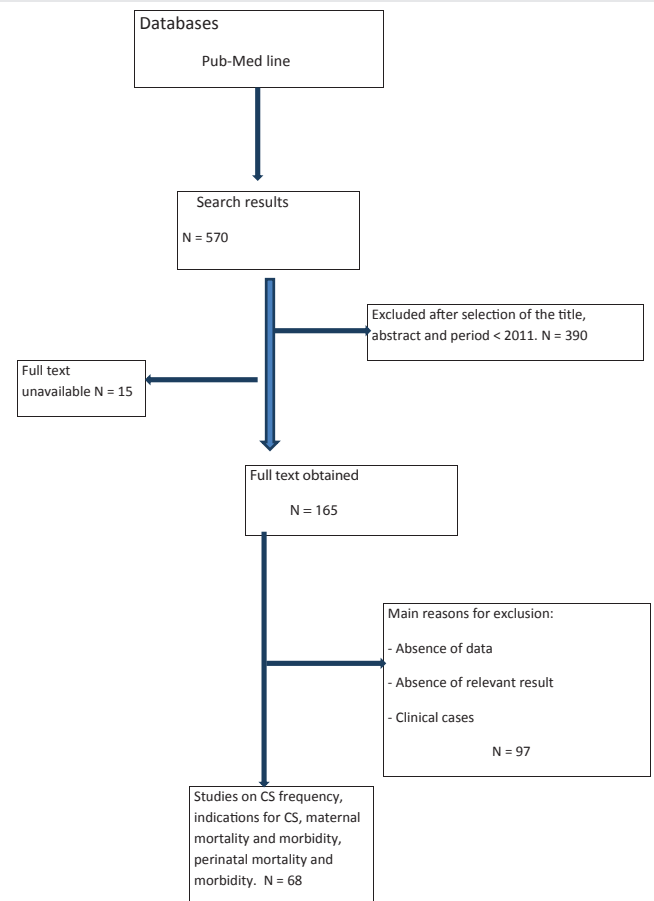 Databases
Pub-Med line
Search results
N = 570
Excluded after selection of the title,
abstract and period < 2011. N = 390
Full text
unavailable N = 15
Full text obtained
N = 165
Main reasons for exclusion:
- Absence of data
- Absence of relevant result
- Clinical cases
N = 97
Studies on CS frequency,
indications for CS, maternal
mortality and morbidity,
perinatal mortality and
morbidity.  N = 68